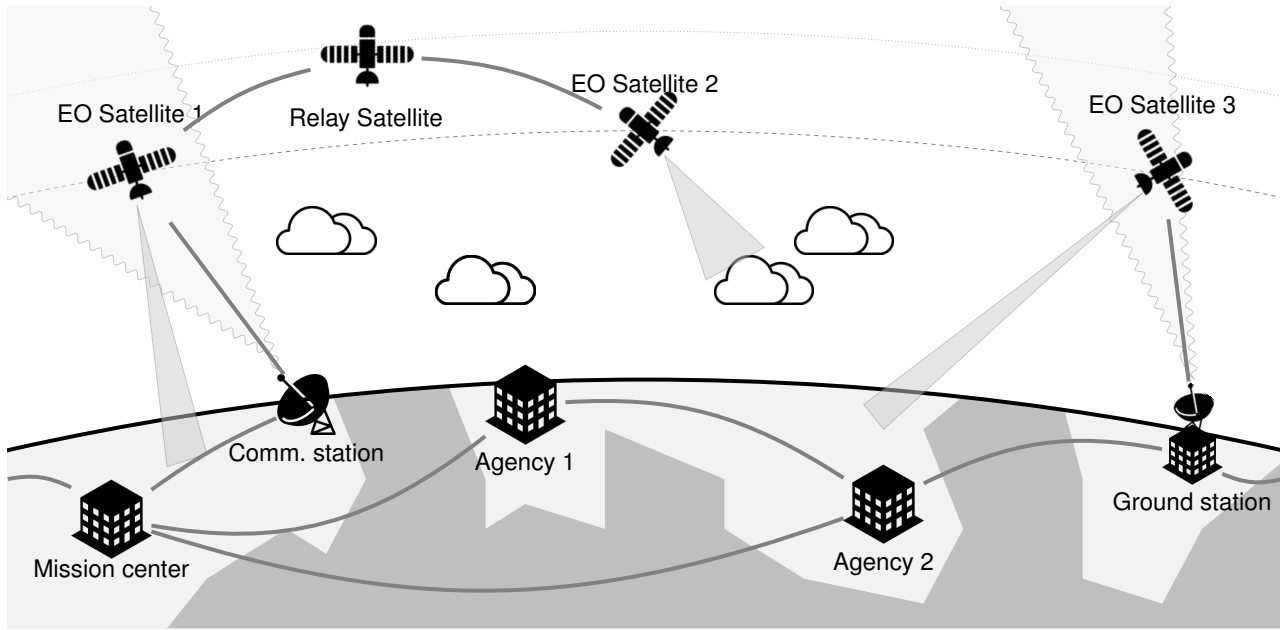 EO Satellite 1
Relay Satellite
EO Satellite 2
EO Satellite 3
Comm. station
Agency 1
Mission center
Agency 2
Ground station